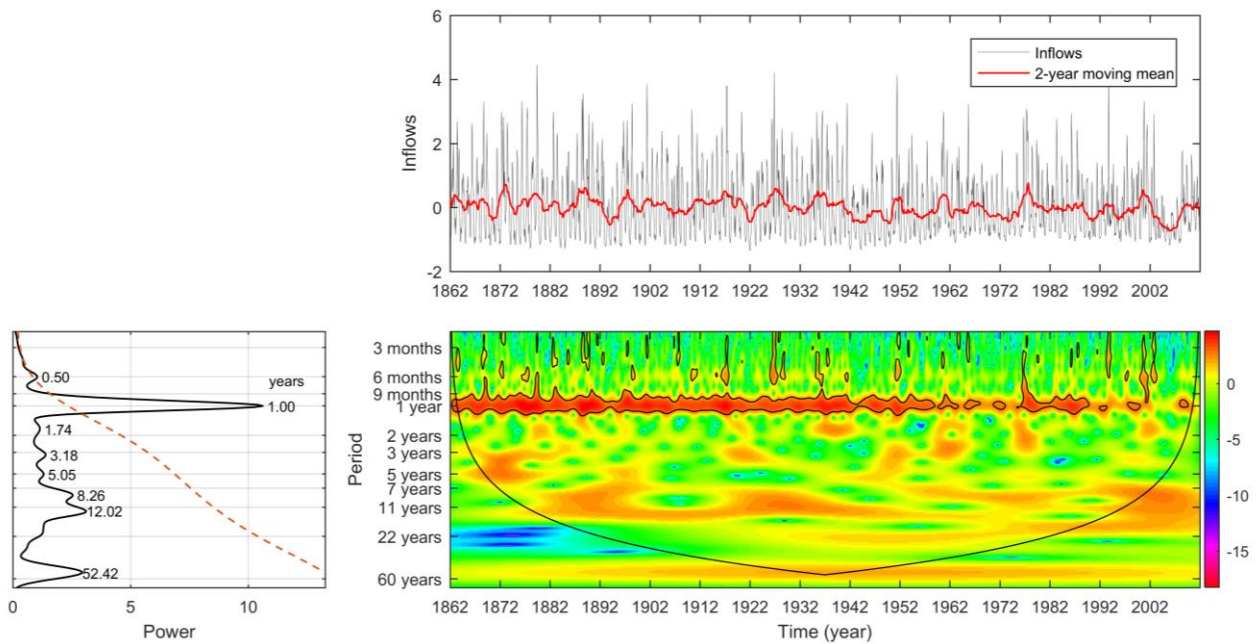 6
4
2
0
-2
Inflows
Inflows
2-year moving mean
1862 1872 1882 1892 1902 1912 1922 1932 1942 1952 1962 1972 1982 1992 2002
years
0.50
1.00
1.74
3.18
5.05
8.26
12.02
52.42
0 5 10
Power
Period
3 months
6 months
9 months
1 year
2 years
3 years
5 years
7 years
11 years
22 years
60 years
1862 1872 1882 1892 1902 1912 1922 1932 1942 1952 1962 1972 1982 1992 2002
Time (year)
0
-5
-10
-15